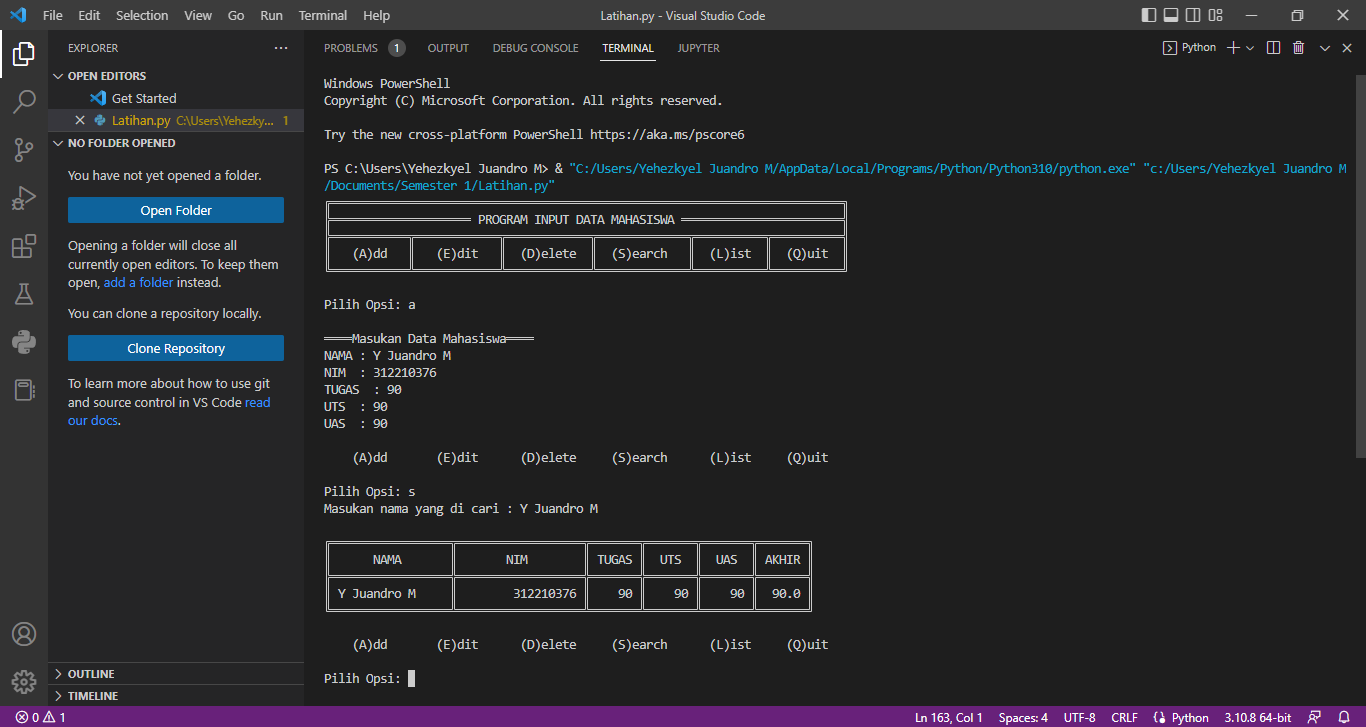 File Edit Selection View Go Run Terminal Help Latihan.py - Visual Studio Code
EXPLORER
OPEN EDITORS
Get Started
Latihan.py C:\Users\Yehezky... 1
NO FOLDER OPENED
You have not yet opened a folder.
Open Folder
Opening a folder will close all
currently open editors. To keep them
open, add a folder instead.
You can clone a repository locally.
Clone Repository
To learn more about how to use git
and source control in VS Code read
our docs.
OUTLINE
TIMELINE
PROBLEMS 1 OUTPUT DEBUG CONSOLE TERMINAL JUPYTER Python
Windows PowerShell
Copyright (C) Microsoft Corporation. All rights reserved.
Try the new cross-platform PowerShell https://aka.ms/pscore6
PS C:\Users\Yehezkyel Juandro M> & "C:/Users/Yehezkyel Juandro M/AppData/Local/Programs/Python/Python310/python.exe" "c:/Users/Yehezkyel Juandro M
/Documents/Semester 1/Latihan.py"
PROGRAM INPUT DATA MAHASISWA
(A)dd (E)dit (D)elete (S)earch (L)ist (Q)uit
Pilih Opsi: a
════Masukan Data Mahasiswa════
NAMA : Y Juandro M
NIM : 312210376
TUGAS : 90
UTS : 90
UAS : 90
(A)dd (E)dit (D)elete (S)earch (L)ist (Q)uit
Pilih Opsi: s
Masukan nama yang di cari : Y Juandro M
NAMA NIM TUGAS UTS UAS AKHIR
Y Juandro M 312210376 90 90 90 90.0
(A)dd (E)dit (D)elete (S)earch (L)ist (Q)uit
Pilih Opsi:
0 1 Ln 163, Col 1 Spaces: 4 UTF-8 CRLF Python 3.10.8 64-bit